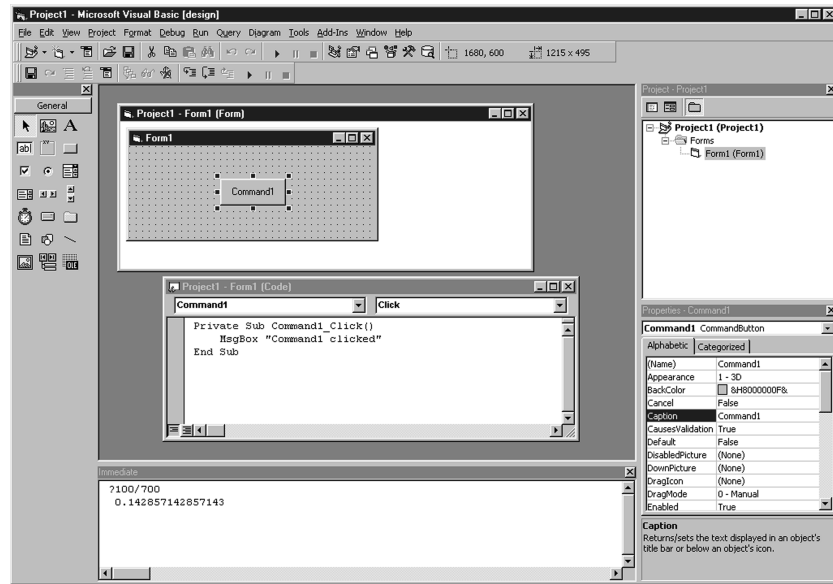 Project1 - Microsoft Visual Basic [design]
File Edit View Project Format Debug Run Query Diagram Tools Add-Ins Window Help
1680, 600 1215 x 495
General
A
ab
XY
OLE
Project1 - Form1 (Form)
Form1
Command1
Project1 - Form1 (Code)
Command1 Click
Private Sub Command1_Click()
MsgBox "Command1 clicked"
End Sub
Immediate
?100/700
0.142857142857143
Project - Project1
Project1 (Project1)
Forms
Form1 (Form1)
Properties - Command1
Command1 CommandButton
Alphabetic Categorized
(Name) Command1
Appearance 1 - 3D
BackColor &H8000000F&
Cancel False
Caption Command1
CausesValidation True
Default False
DisabledPicture (None)
DownPicture (None)
DragIcon (None)
DragMode 0 - Manual
Enabled True
Caption
Returns/sets the text displayed in an object's
title bar or below an object's icon.